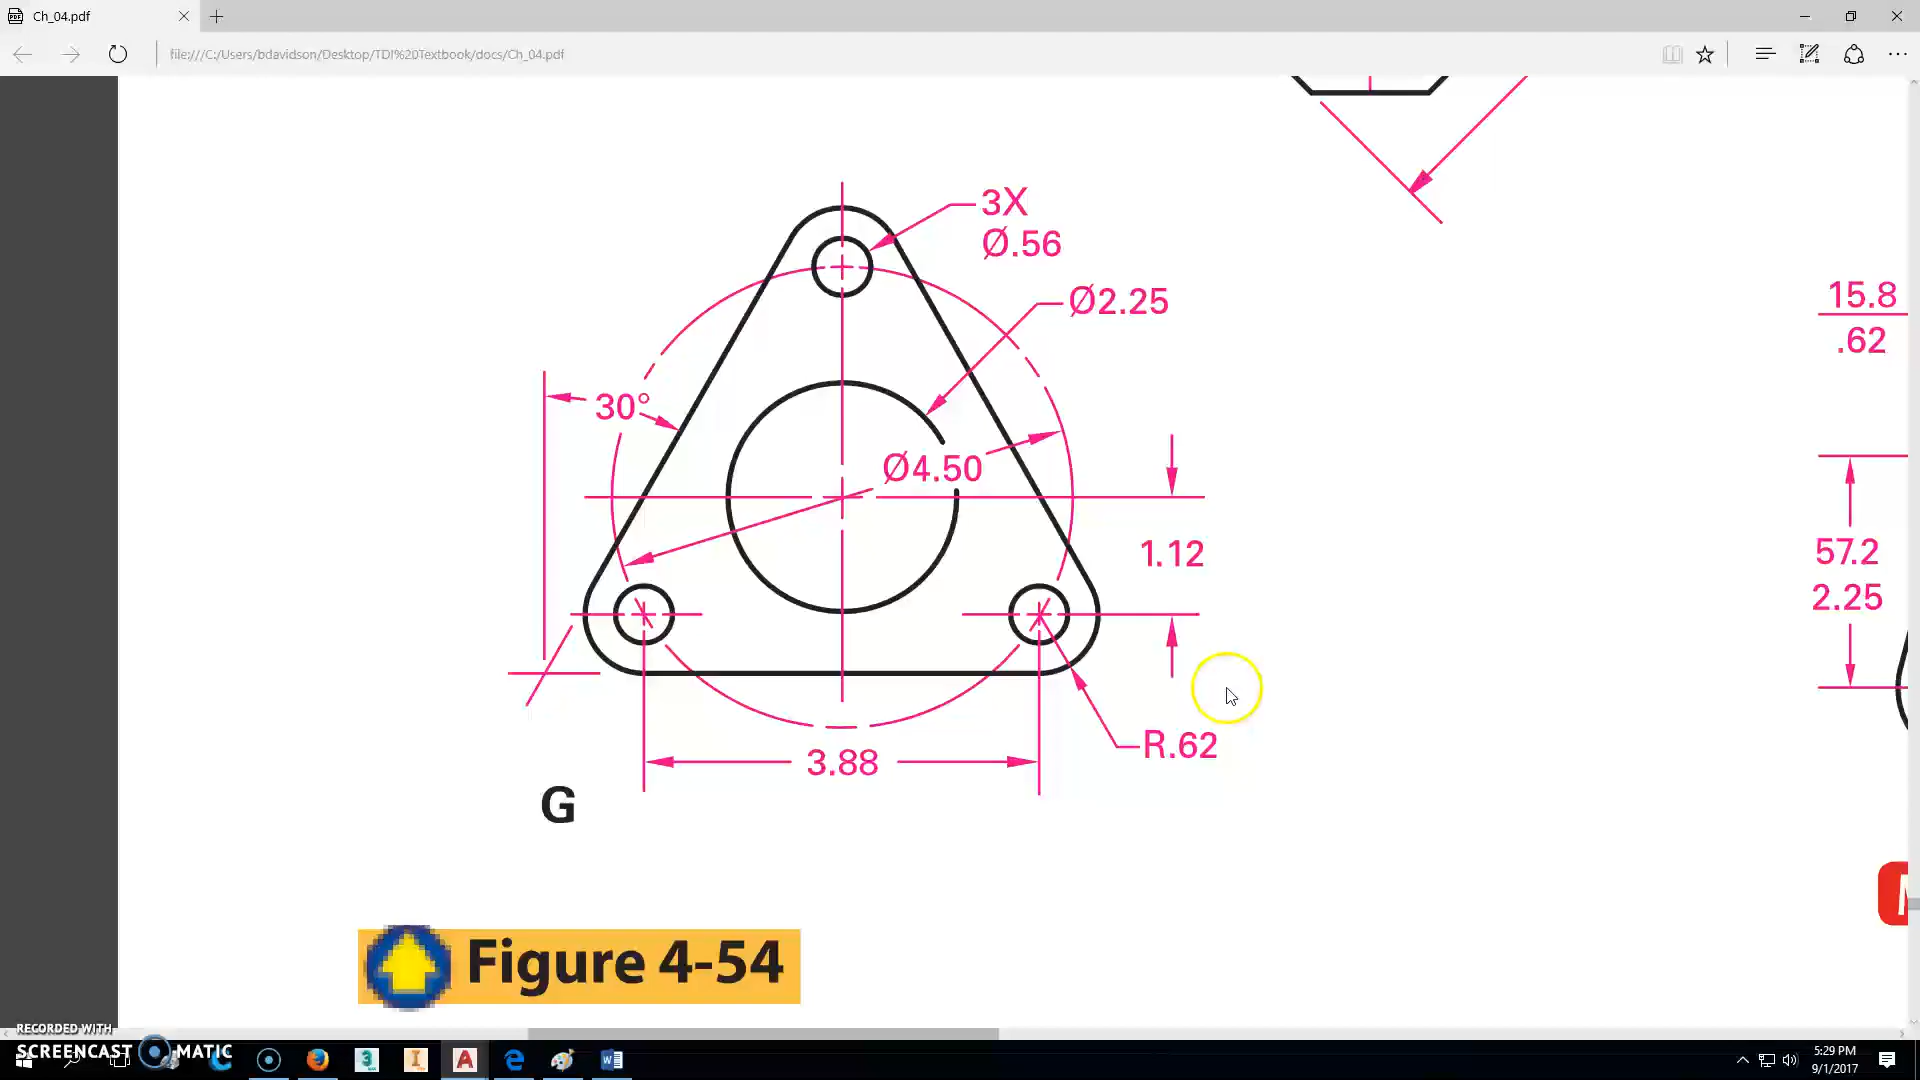 Ch_04.pdf
file:///C:/Users/bdavidson/Desktop/TDI%20Textbook/docs/Ch_04.pdf
3X
Ø.56
Ø2.25
15.8
.62
30°
Ø4.50
1.12
57.2
2.25
R.62
3.88
G
Figure 4-54
RECORDED WITH
SCREENCAST MATIC
5:29 PM
9/1/2017